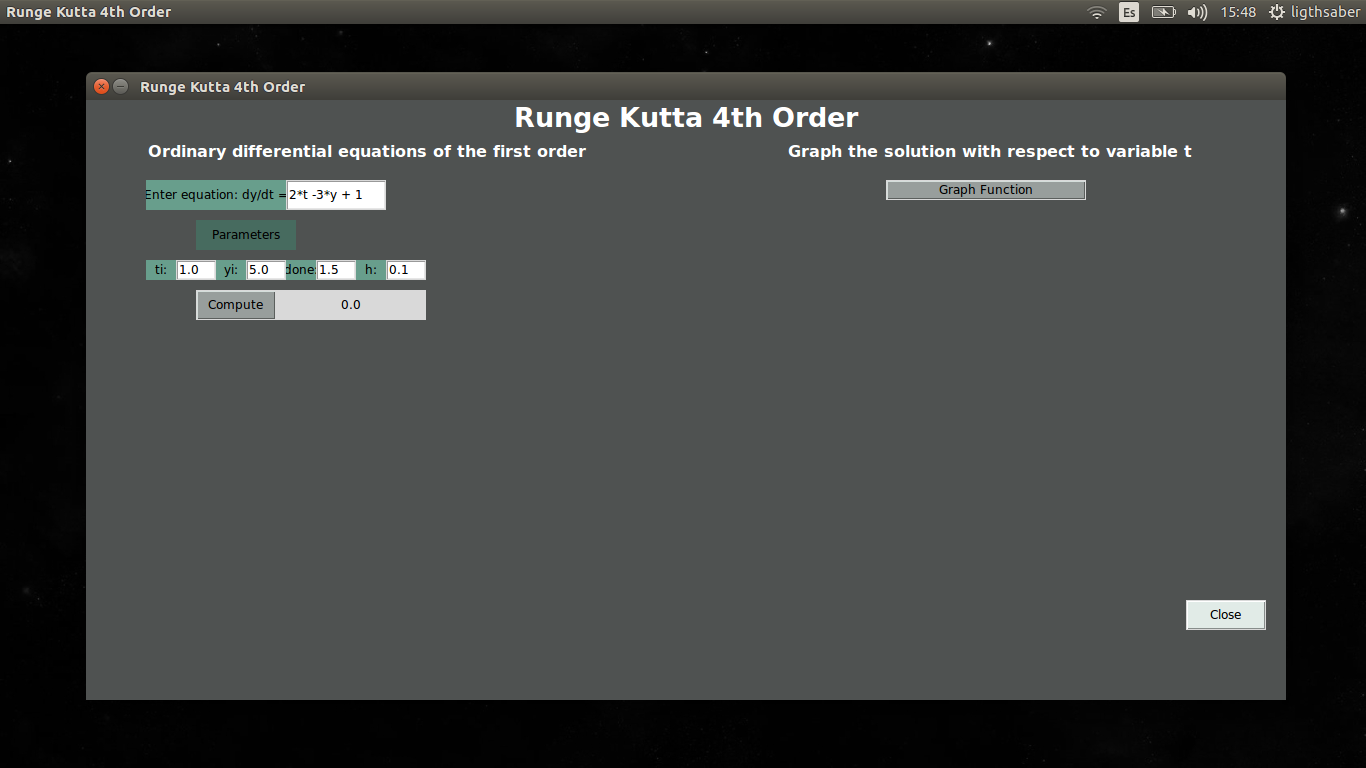 Runge Kutta 4th Order
Es
15:48
ligthsaber
Runge Kutta 4th Order
Runge Kutta 4th Order
Ordinary differential equations of the first order
Graph the solution with respect to variable t
Enter equation: dy/dt = 2*t -3*y + 1
Graph Function
Parameters
ti: 1.0 yi: 5.0 done: 1.5 h: 0.1
Compute 0.0
Close